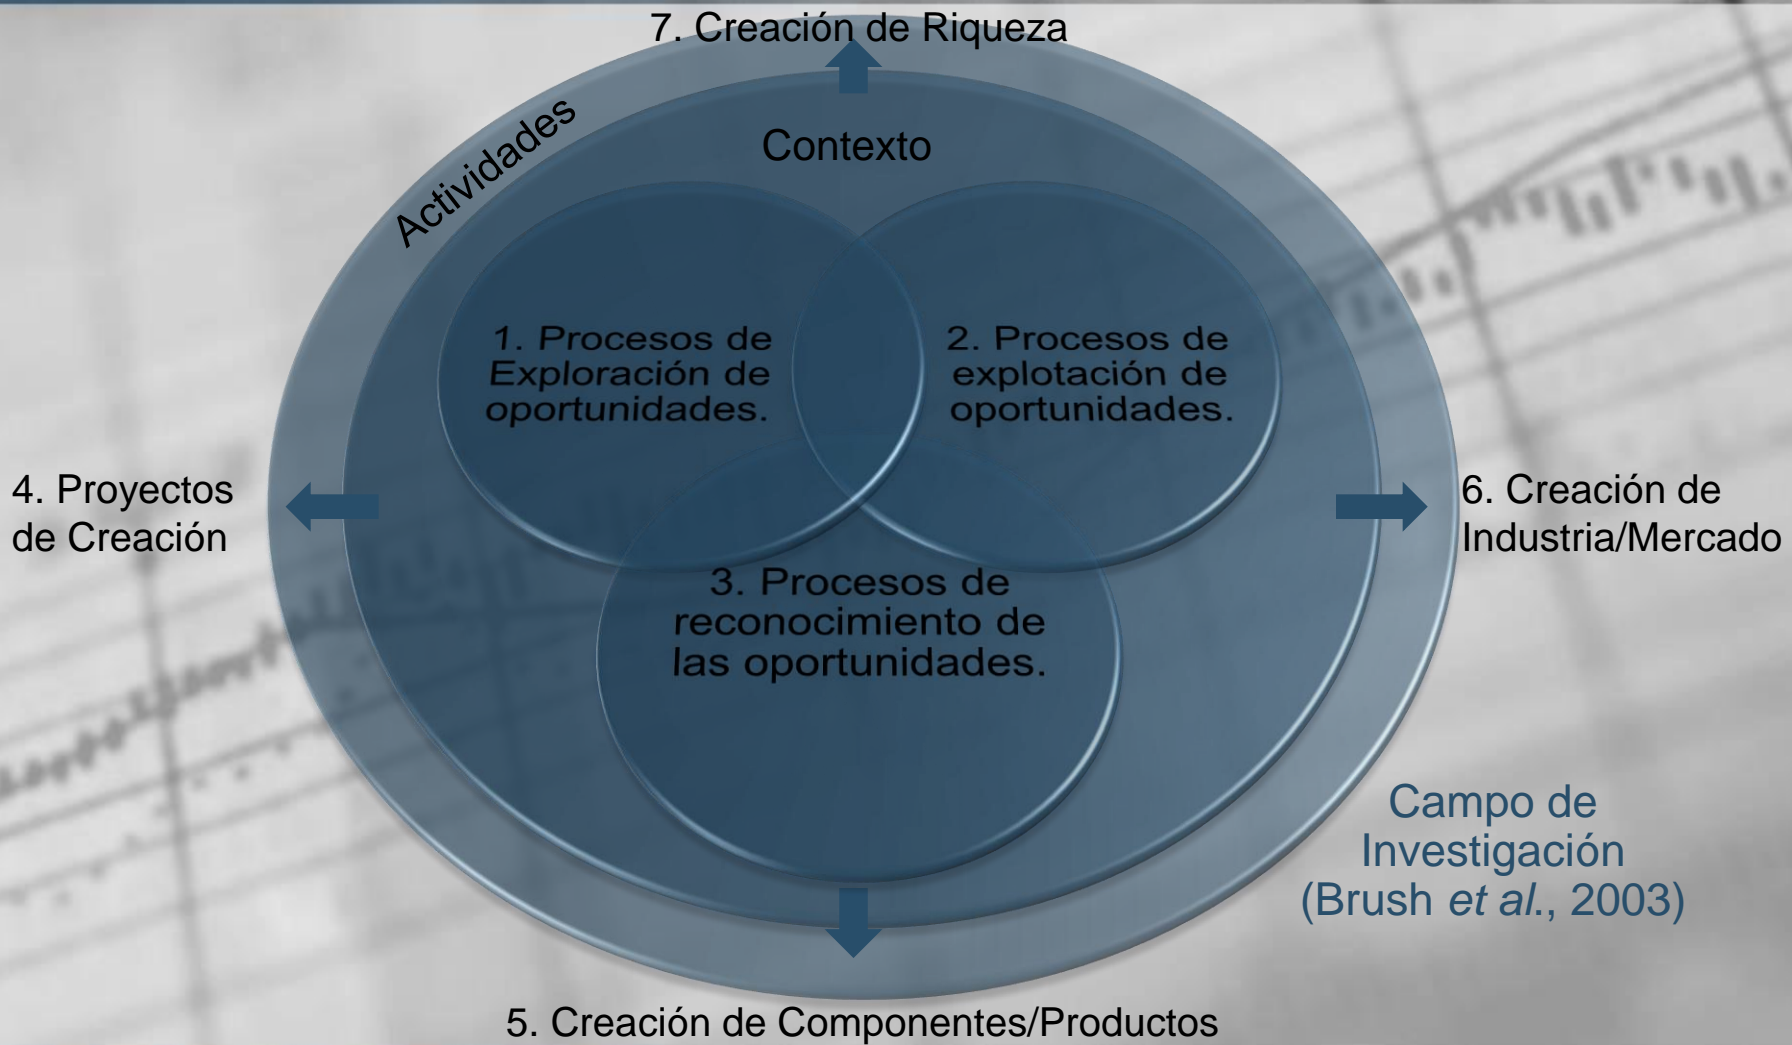 7. Creación de Riqueza
Actividades
Contexto
1. Procesos de
Exploración de
oportunidades.
2. Procesos de
explotación de
oportunidades.
3. Procesos de
reconocimiento de
las oportunidades.
4. Proyectos
de Creación
6. Creación de
Industria/Mercado
Campo de
Investigación
(Brush et al., 2003)
5. Creación de Componentes/Productos